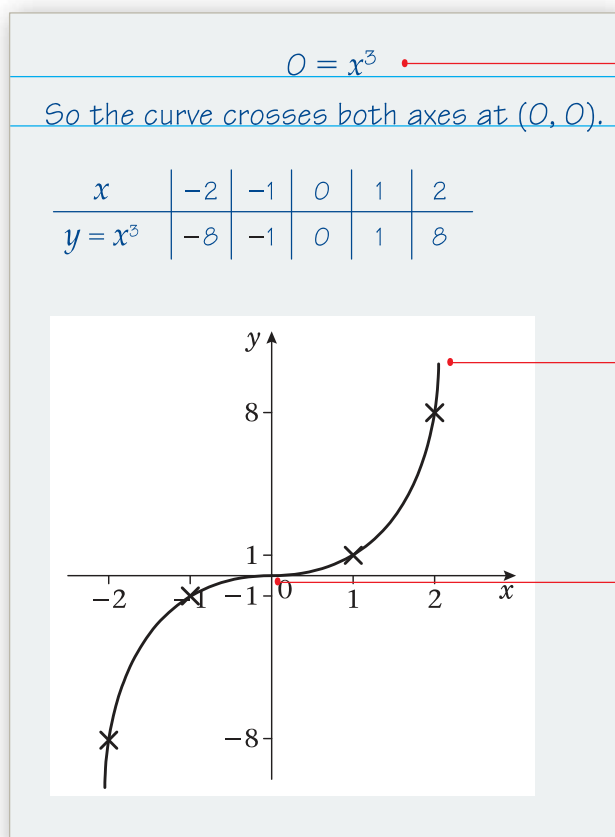 0 = x³
So the curve crosses both axes at (0, 0).
x −2 −1 0 1 2
y = x³ −8 −1 0 1 8
y
8
1
−2 −1 −1 0 1 2 x
−8